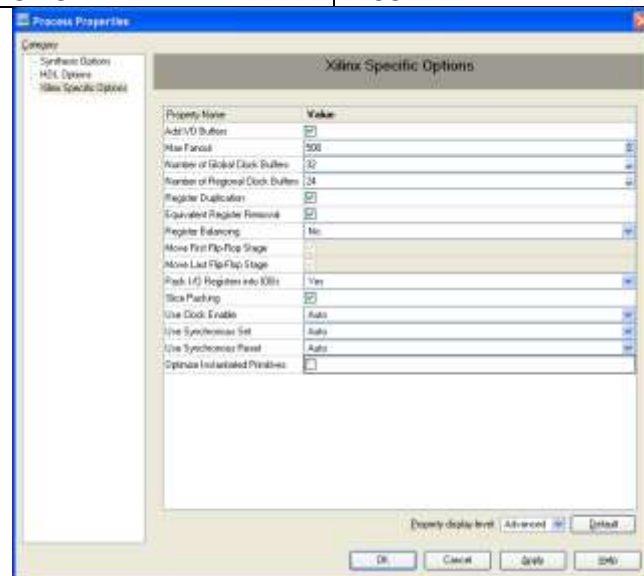 Process Properties
Category
Synthesis Options
HDL Options
Xilinx Specific Options
Xilinx Specific Options
Property Name Value
Add I/O Buffers
Max Fanout 500
Number of Global Clock Buffers 32
Number of Regional Clock Buffers 24
Register Duplication
Equivalent Register Removal
Register Balancing No
Move First Flip-Flop Stage
Move Last Flip-Flop Stage
Pack I/O Registers into IOBs Yes
Slice Packing
Use Clock Enable Auto
Use Synchronous Set Auto
Use Synchronous Reset Auto
Optimize Instantiated Primitives
Property display level: Advanced Default
OK Cancel Apply Help